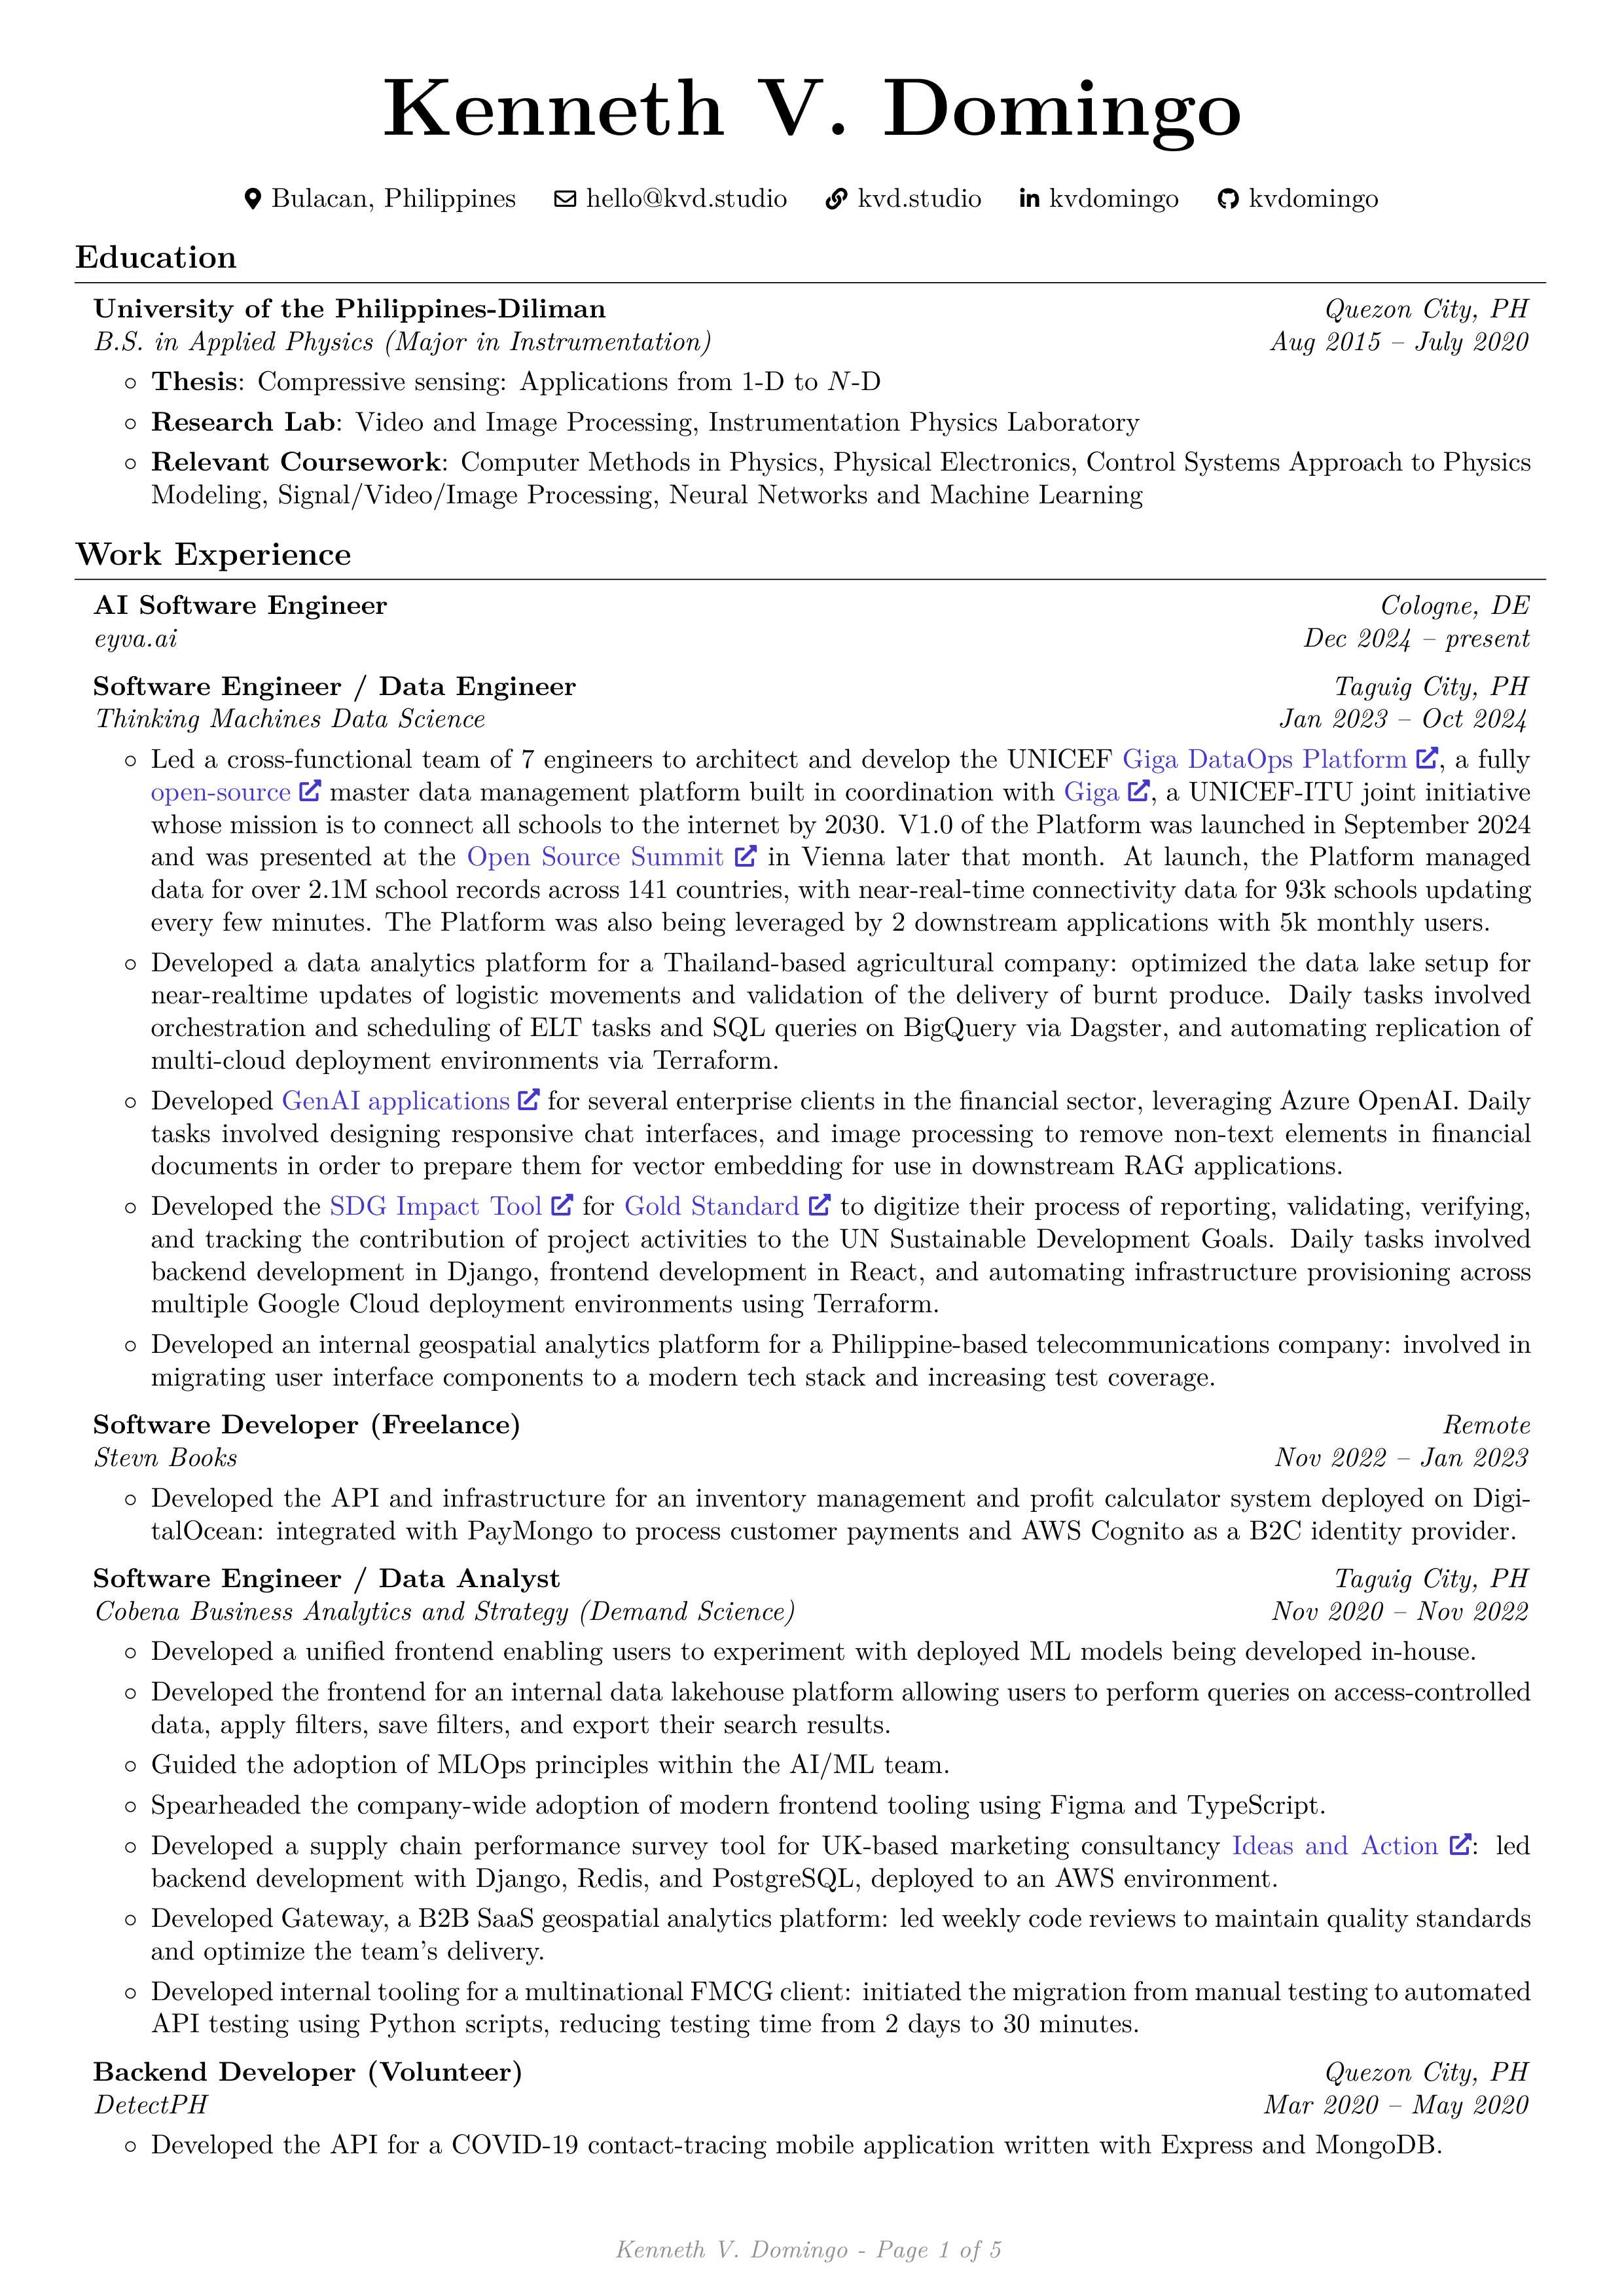 Kenneth V. Domingo
Bulacan, Philippines hello@kvd.studio kvd.studio kvdomingo kvdomingo
Education
University of the Philippines-Diliman Quezon City, PH
B.S. in Applied Physics (Major in Instrumentation) Aug 2015 – July 2020
◦ Thesis: Compressive sensing: Applications from 1-D to N-D
◦ Research Lab: Video and Image Processing, Instrumentation Physics Laboratory
◦ Relevant Coursework: Computer Methods in Physics, Physical Electronics, Control Systems Approach to Physics
Modeling, Signal/Video/Image Processing, Neural Networks and Machine Learning
Work Experience
AI Software Engineer Cologne, DE
eyva.ai Dec 2024 – present
Software Engineer / Data Engineer Taguig City, PH
Thinking Machines Data Science Jan 2023 – Oct 2024
◦ Led a cross-functional team of 7 engineers to architect and develop the UNICEF Giga DataOps Platform, a fully
open-source master data management platform built in coordination with Giga, a UNICEF-ITU joint initiative
whose mission is to connect all schools to the internet by 2030. V1.0 of the Platform was launched in September 2024
and was presented at the Open Source Summit in Vienna later that month. At launch, the Platform managed
data for over 2.1M school records across 141 countries, with near-real-time connectivity data for 93k schools updating
every few minutes. The Platform was also being leveraged by 2 downstream applications with 5k monthly users.
◦ Developed a data analytics platform for a Thailand-based agricultural company: optimized the data lake setup for
near-realtime updates of logistic movements and validation of the delivery of burnt produce. Daily tasks involved
orchestration and scheduling of ELT tasks and SQL queries on BigQuery via Dagster, and automating replication of
multi-cloud deployment environments via Terraform.
◦ Developed GenAI applications for several enterprise clients in the financial sector, leveraging Azure OpenAI. Daily
tasks involved designing responsive chat interfaces, and image processing to remove non-text elements in financial
documents in order to prepare them for vector embedding for use in downstream RAG applications.
◦ Developed the SDG Impact Tool for Gold Standard to digitize their process of reporting, validating, verifying,
and tracking the contribution of project activities to the UN Sustainable Development Goals. Daily tasks involved
backend development in Django, frontend development in React, and automating infrastructure provisioning across
multiple Google Cloud deployment environments using Terraform.
◦ Developed an internal geospatial analytics platform for a Philippine-based telecommunications company: involved in
migrating user interface components to a modern tech stack and increasing test coverage.
Software Developer (Freelance) Remote
Stevn Books Nov 2022 – Jan 2023
◦ Developed the API and infrastructure for an inventory management and profit calculator system deployed on Digi-
talOcean: integrated with PayMongo to process customer payments and AWS Cognito as a B2C identity provider.
Software Engineer / Data Analyst Taguig City, PH
Cobena Business Analytics and Strategy (Demand Science) Nov 2020 – Nov 2022
◦ Developed a unified frontend enabling users to experiment with deployed ML models being developed in-house.
◦ Developed the frontend for an internal data lakehouse platform allowing users to perform queries on access-controlled
data, apply filters, save filters, and export their search results.
◦ Guided the adoption of MLOps principles within the AI/ML team.
◦ Spearheaded the company-wide adoption of modern frontend tooling using Figma and TypeScript.
◦ Developed a supply chain performance survey tool for UK-based marketing consultancy Ideas and Action: led
backend development with Django, Redis, and PostgreSQL, deployed to an AWS environment.
◦ Developed Gateway, a B2B SaaS geospatial analytics platform: led weekly code reviews to maintain quality standards
and optimize the team's delivery.
◦ Developed internal tooling for a multinational FMCG client: initiated the migration from manual testing to automated
API testing using Python scripts, reducing testing time from 2 days to 30 minutes.
Backend Developer (Volunteer) Quezon City, PH
DetectPH Mar 2020 – May 2020
◦ Developed the API for a COVID-19 contact-tracing mobile application written with Express and MongoDB.
Kenneth V. Domingo - Page 1 of 5